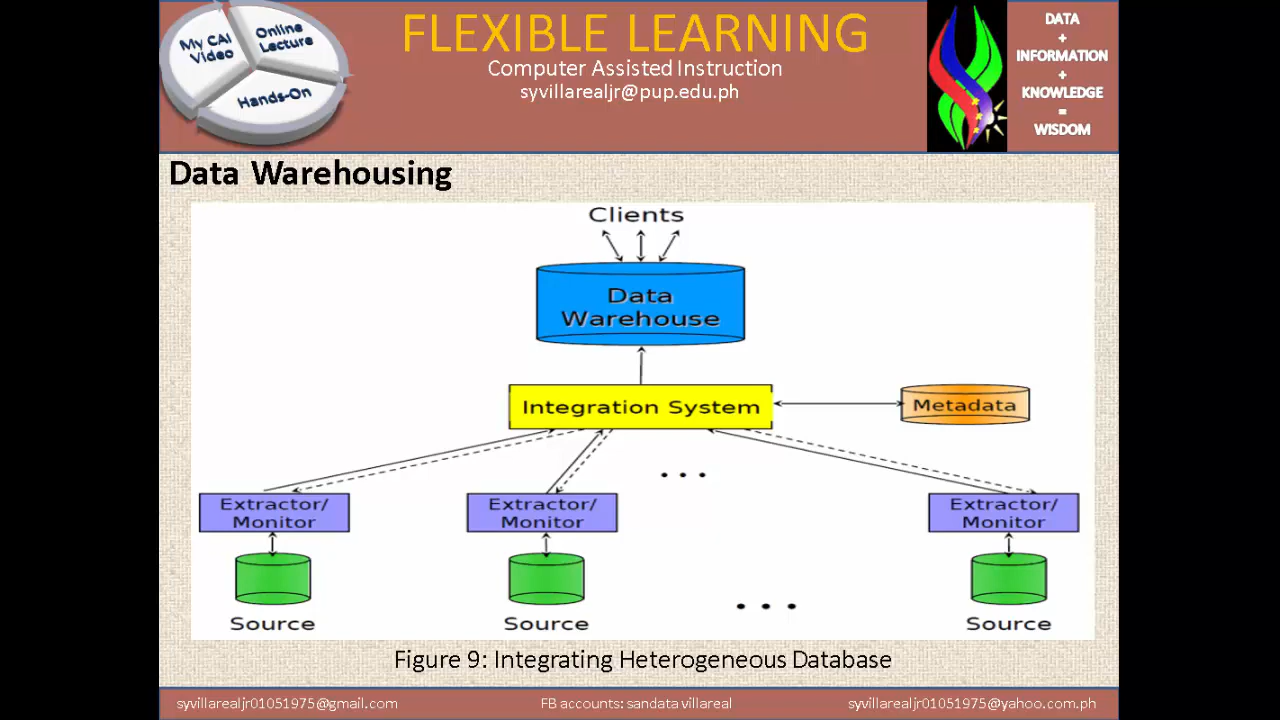 My CAI
Video
Online
Lecture
Hands-On
FLEXIBLE LEARNING
Computer Assisted Instruction
syvillarealjr@pup.edu.ph
DATA
+
INFORMATION
+
KNOWLEDGE
=
WISDOM
Data Warehousing
Clients
Data
Warehouse
Integration System
Metadata
. . .
Extractor/
Monitor
Extractor/
Monitor
Extractor/
Monitor
. . .
Source
Source
Source
Figure 9: Integrating Heterogeneous Database
syvillarealjr01051975@gmail.com
FB accounts: sandata villareal
syvillarealjr01051975@yahoo.com.ph